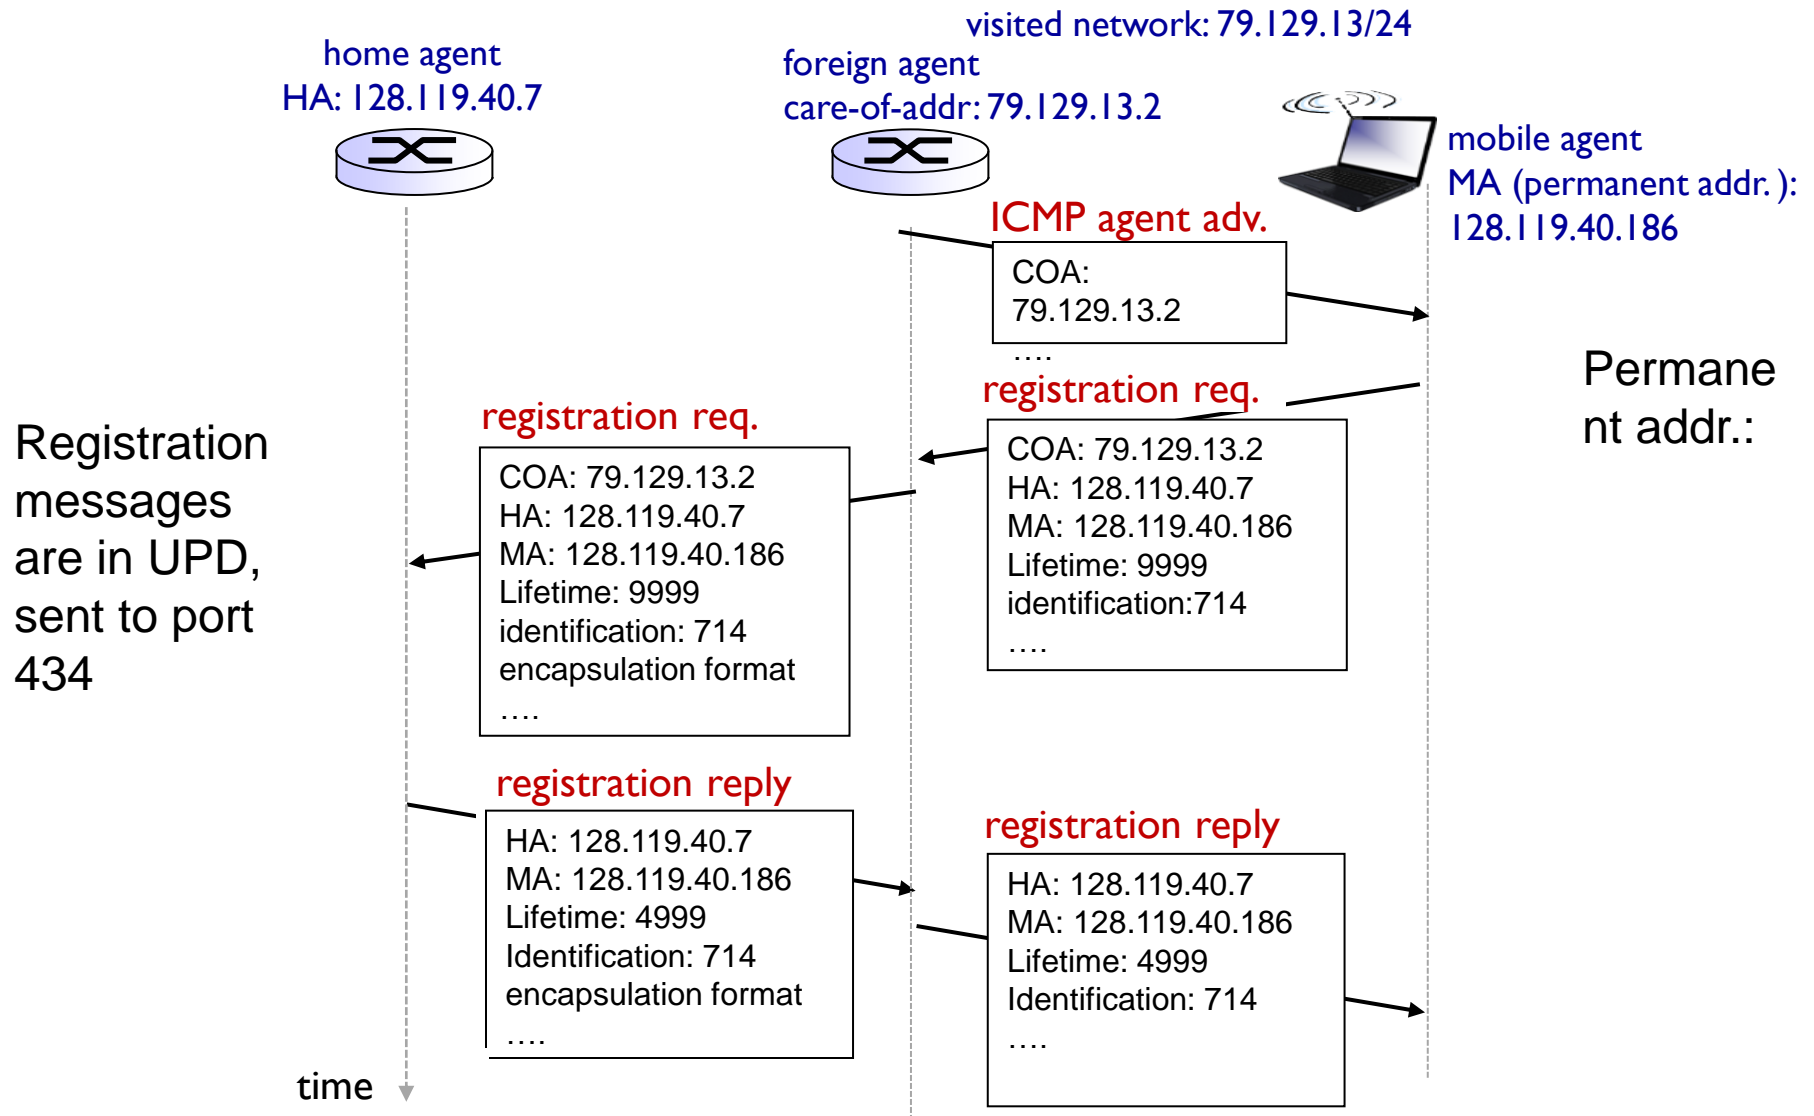 visited network: 79.129.13/24
home agent
HA: 128.119.40.7
foreign agent
care-of-addr: 79.129.13.2
mobile agent
MA (permanent addr. ):
128.119.40.186
ICMP agent adv.
COA:
79.129.13.2
….
Permane
nt addr.:
registration req.
COA: 79.129.13.2
HA: 128.119.40.7
MA: 128.119.40.186
Lifetime: 9999
identification:714
….
registration req.
COA: 79.129.13.2
HA: 128.119.40.7
MA: 128.119.40.186
Lifetime: 9999
identification: 714
encapsulation format
….
Registration
messages
are in UPD,
sent to port
434
registration reply
HA: 128.119.40.7
MA: 128.119.40.186
Lifetime: 4999
Identification: 714
encapsulation format
….
registration reply
HA: 128.119.40.7
MA: 128.119.40.186
Lifetime: 4999
Identification: 714
….
time